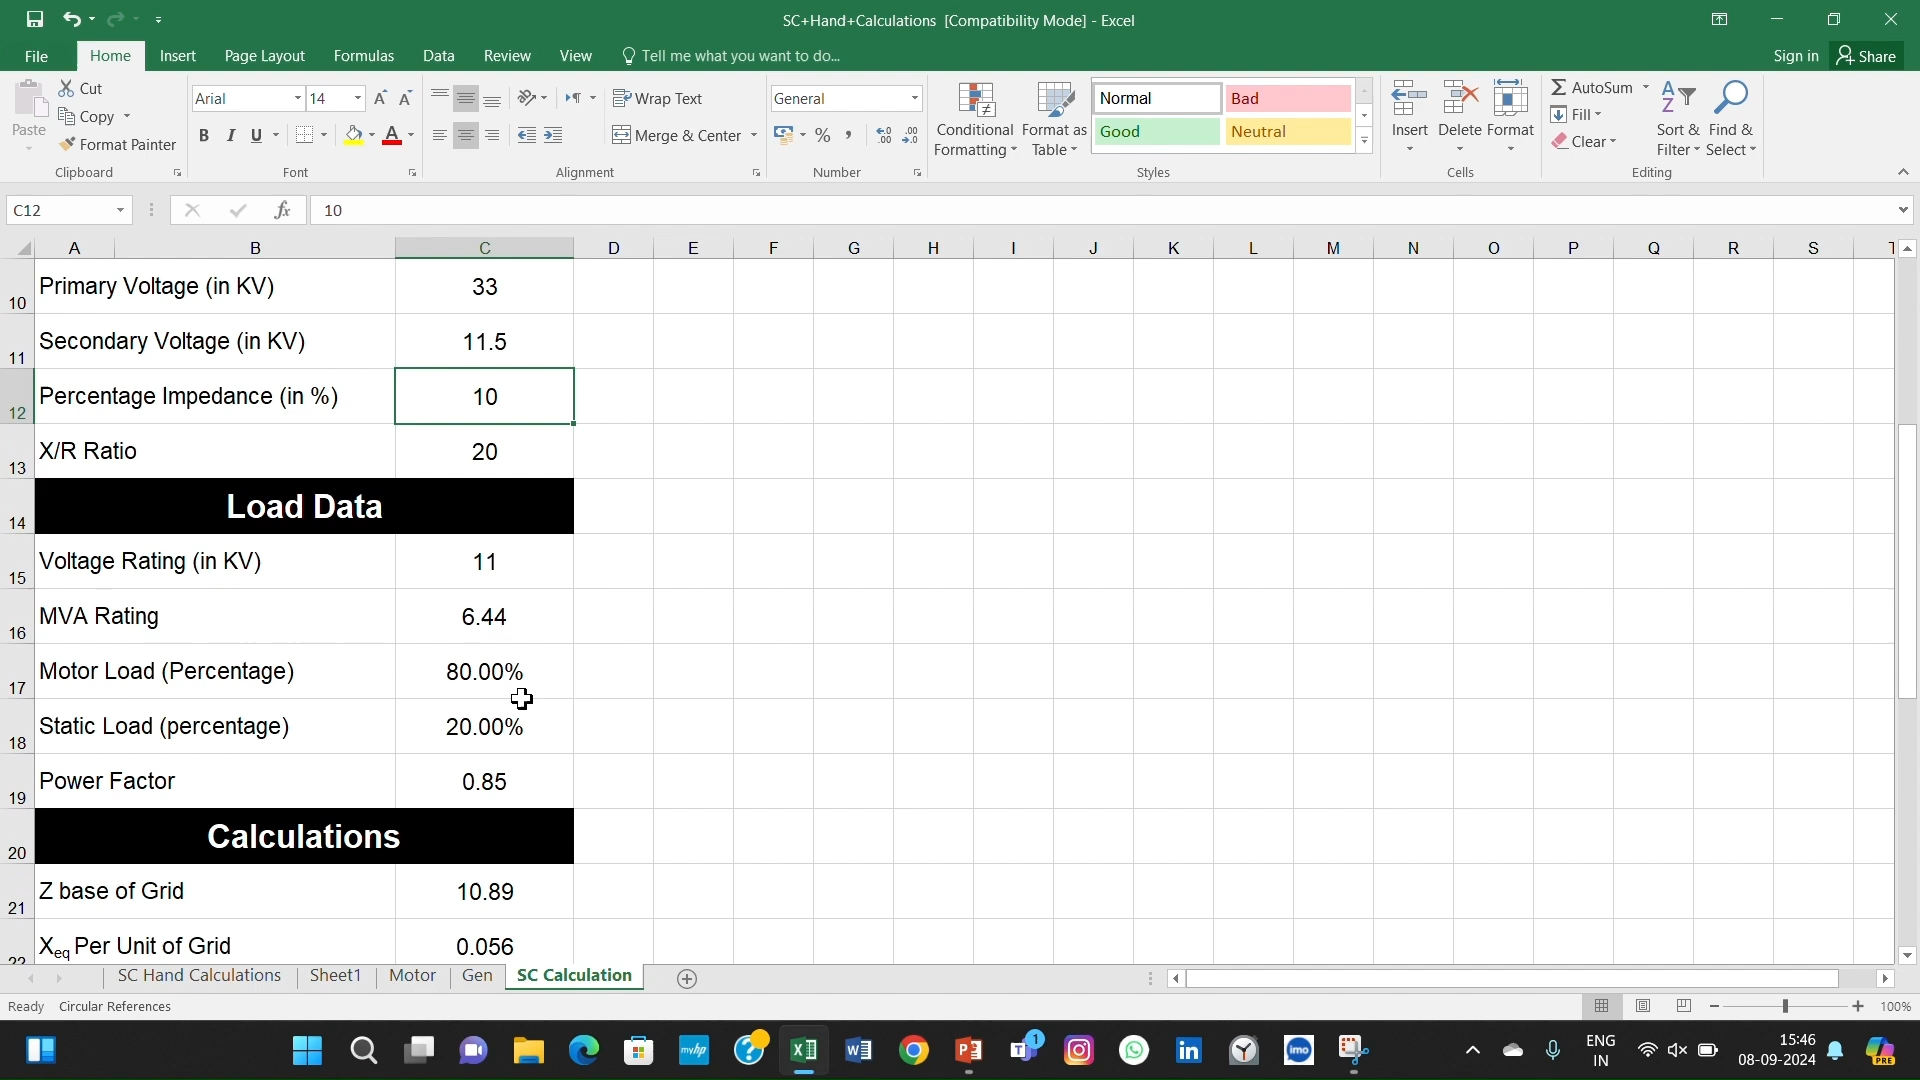 SC+Hand+Calculations [Compatibility Mode] - Excel
File Home Insert Page Layout Formulas Data Review View Tell me what you want to do... Sign in Share
Paste
Cut
Copy
Format Painter
Clipboard
Arial 14
B I U
Font
Wrap Text
Merge & Center
Alignment
General
%
Number
Conditional Formatting
Format as Table
Normal Bad
Good Neutral
Styles
Insert Delete Format
Cells
AutoSum
Fill
Clear
Sort & Filter
Find & Select
Editing
C12 fx 10
A B C D E F G H I J K L M N O P Q R S T
10 Primary Voltage (in KV) 33
11 Secondary Voltage (in KV) 11.5
12 Percentage Impedance (in %) 10
13 X/R Ratio 20
14 Load Data
15 Voltage Rating (in KV) 11
16 MVA Rating 6.44
17 Motor Load (Percentage) 80.00%
18 Static Load (percentage) 20.00%
19 Power Factor 0.85
20 Calculations
21 Z base of Grid 10.89
22 Xeq Per Unit of Grid 0.056
SC Hand Calculations Sheet1 Motor Gen SC Calculation
Ready Circular References 100%
myhp
imo
1
ENG
IN
15:46
08-09-2024
PRE